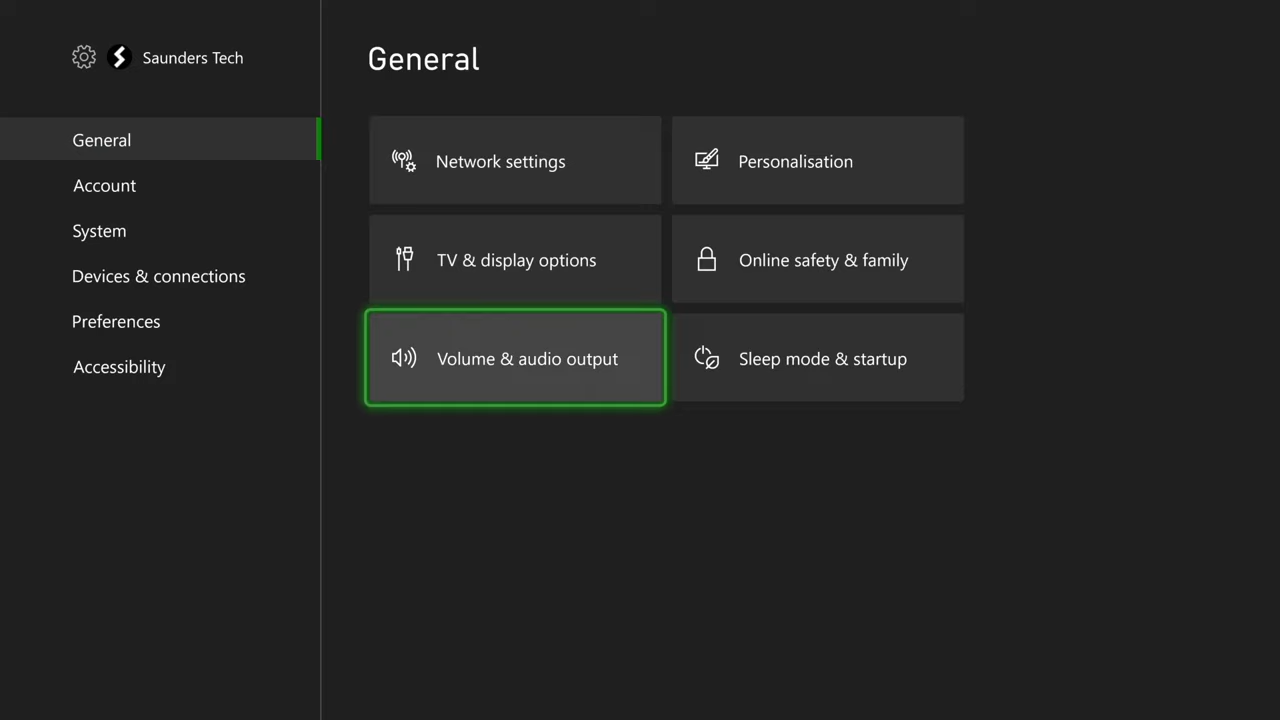 Saunders Tech
General
Account
System
Devices & connections
Preferences
Accessibility
General
Network settings
Personalisation
TV & display options
Online safety & family
Volume & audio output
Sleep mode & startup